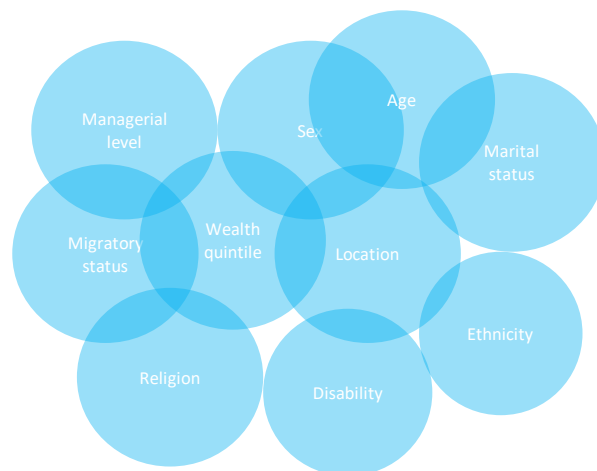 Age
Managerial
level
Sex
Marital
status
Migratory
status
Wealth
quintile
Location
Ethnicity
Religion
Disability